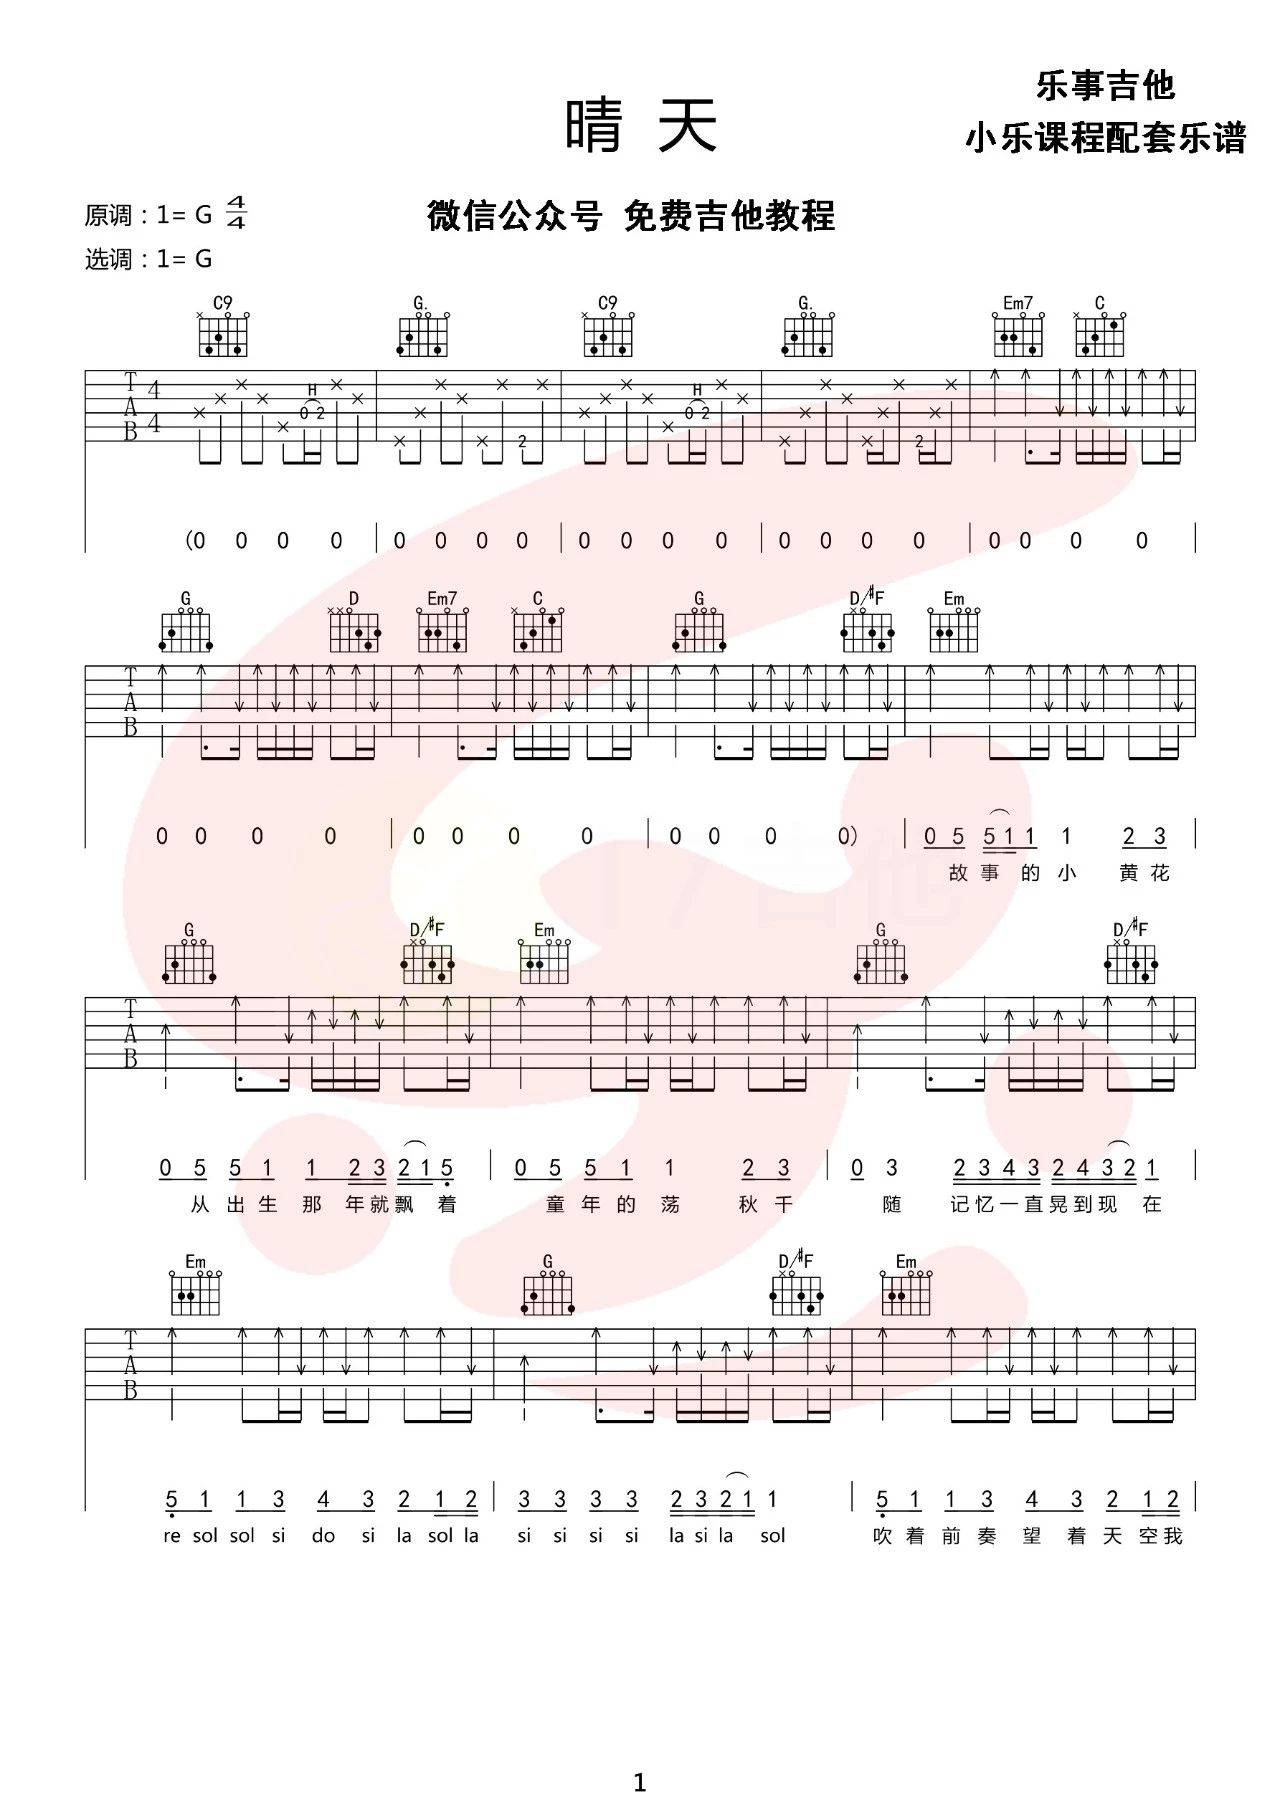 晴 天
乐事吉他
小乐课程配套乐谱
原调：1= G 4/4
微信公众号 免费吉他教程
选调：1= G
C9 G. C9 G. Em7 C
T A B 4 4 H 0 2 2 H 0 2 2
(0 0 0 0 | 0 0 0 0 | 0 0 0 0 | 0 0 0 0 | 0 0 0 0 |
G D Em7 C G D/#F Em
T A B
0 0 0 0 | 0 0 0 0 | 0 0 0 0) | 0 5 5 1 1 1 2 3
故 事 的 小 黄 花
G D/#F Em G D/#F
T A B
0 5 5 1 1 2 3 2 1 5 | 0 5 5 1 1 2 3 | 0 3 2 3 4 3 2 4 3 2 1 |
从 出 生 那 年 就 飘 着 童 年 的 荡 秋 千 随 记 忆 一 直 晃 到 现 在
Em G D/#F Em
T A B
5 1 1 3 4 3 2 1 2 | 3 3 3 3 2 3 2 1 1 | 5 1 1 3 4 3 2 1 2 |
re sol sol si do si la sol la si si si si la si la sol 吹 着 前 奏 望 着 天 空 我
1